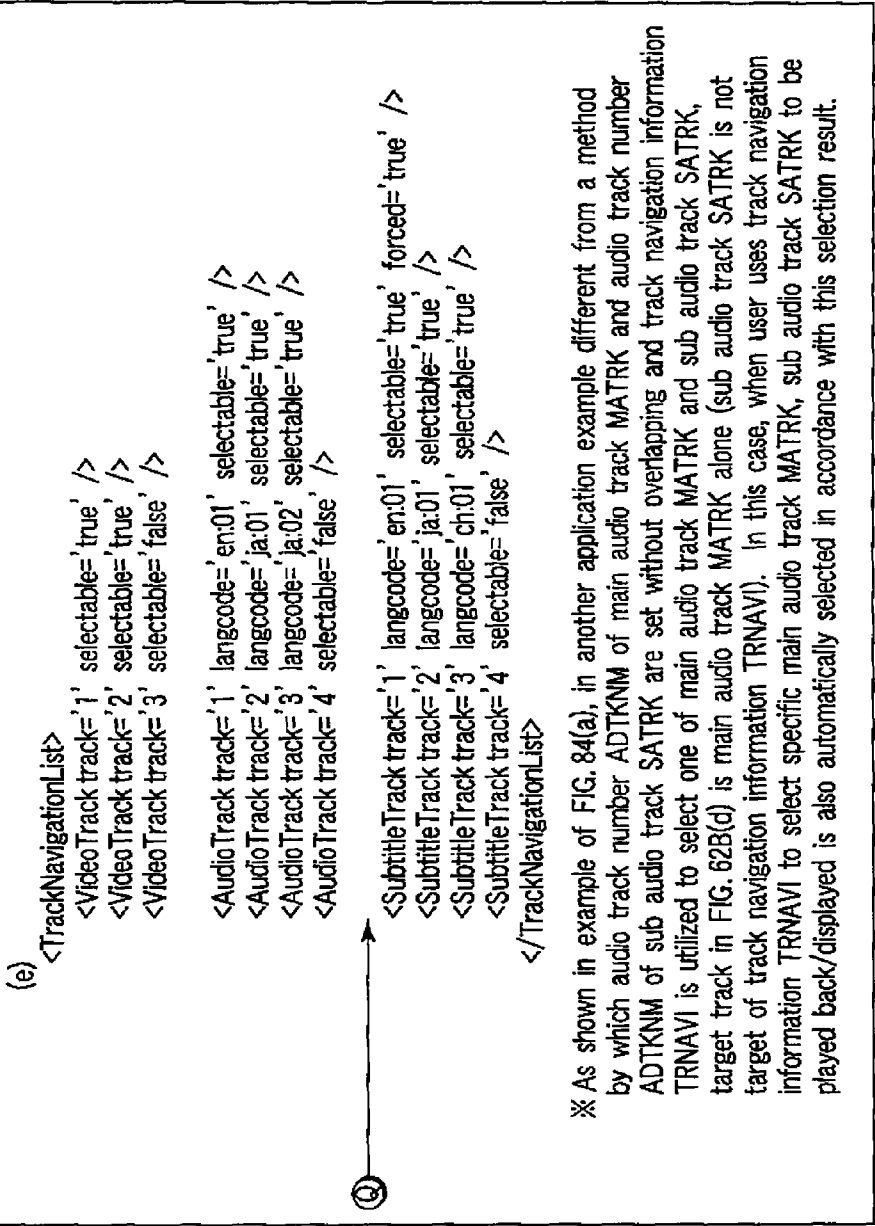 (e)
<TrackNavigationList>
<VideoTrack track='1' selectable='true' />
<VideoTrack track='2' selectable='true' />
<VideoTrack track='3' selectable='false' />
<AudioTrack track='1' langcode='en:01' selectable='true' />
<AudioTrack track='2' langcode='ja:01' selectable='true' />
<AudioTrack track='3' langcode='ja:02' selectable='true' />
<AudioTrack track='4' selectable='false' />
Q
<SubtitleTrack track='1' langcode='en:01' selectable='true' forced='true' />
<SubtitleTrack track='2' langcode='ja:01' selectable='true' />
<SubtitleTrack track='3' langcode='ch:01' selectable='true' />
<SubtitleTrack track='4' selectable='false' />
</TrackNavigationList>
※ As shown in example of FIG. 84(a), in another application example different from a method
by which audio track number ADTKNM of main audio track MATRK and audio track number
ADTKNM of sub audio track SATRK are set without overlapping and track navigation information
TRNAVI is utilized to select one of main audio track MATRK and sub audio track SATRK,
target track in FIG. 62B(d) is main audio track MATRK alone (sub audio track SATRK is not
target of track navigation information TRNAVI). In this case, when user uses track navigation
information TRNAVI to select specific main audio track MATRK, sub audio track SATRK to be
played back/displayed is also automatically selected in accordance with this selection result.